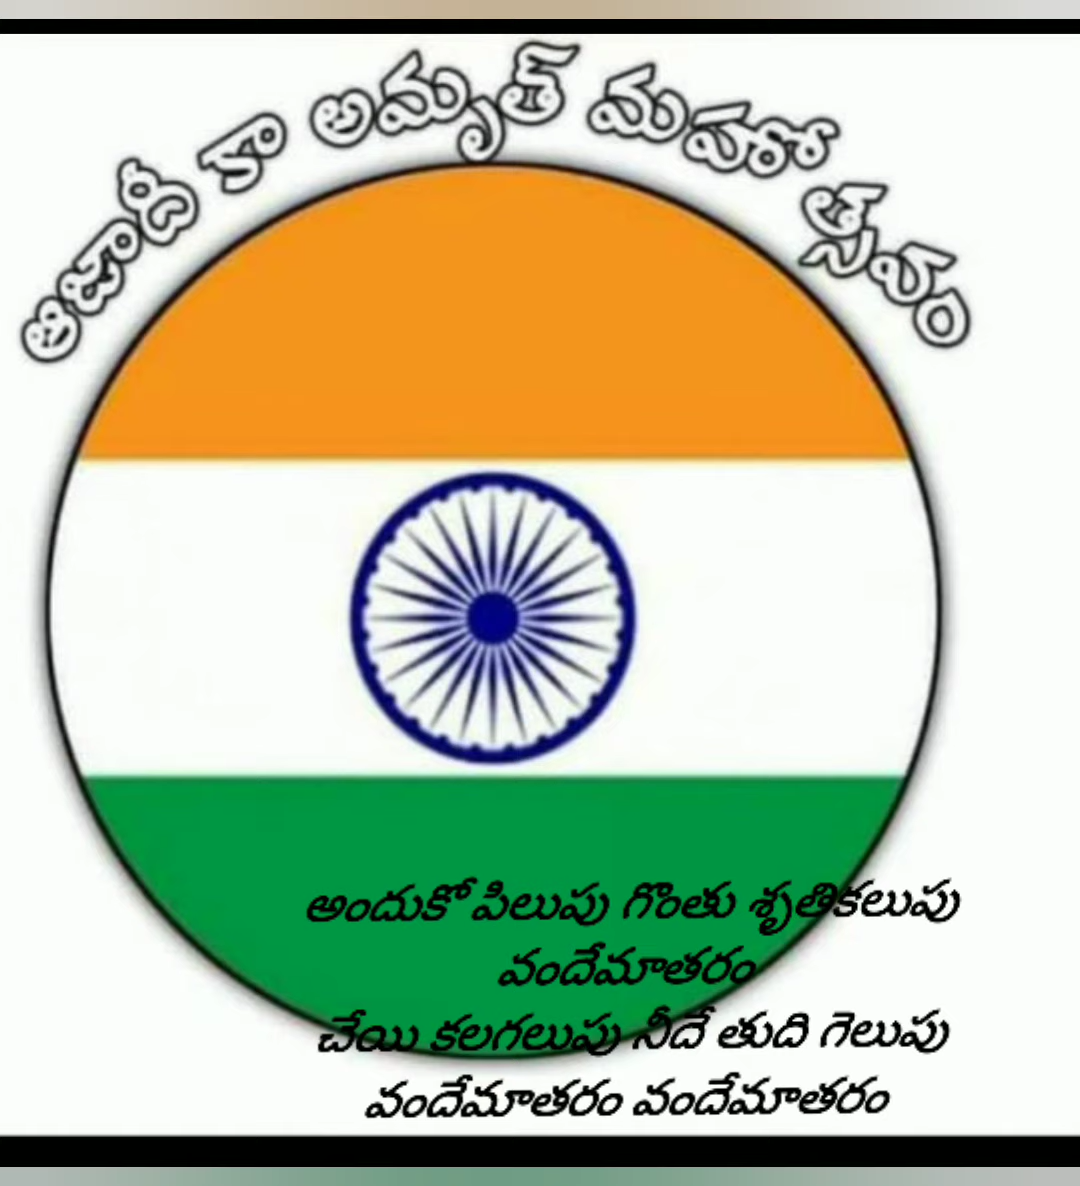 ఆజాదీ కా అమృత్ మహోత్సవం
అందుకో పిలుపు గొంతు శృతికలుపు
వందేమాతరం
చేయి కలగలుపు నీదే తుది గెలుపు
వందేమాతరం వందేమాతరం